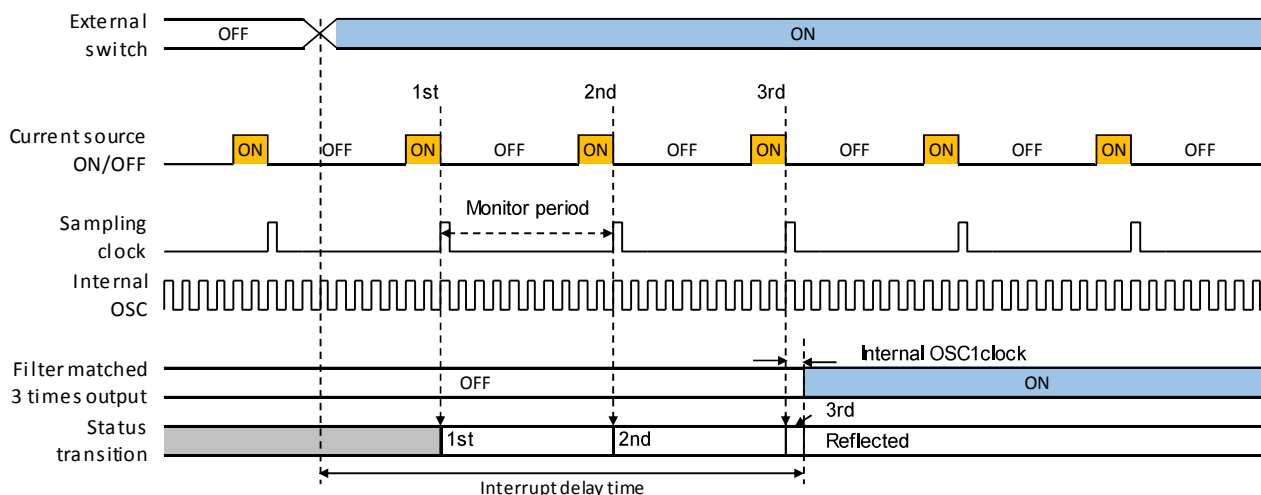 External
switch
OFF
ON
1st
2nd
3rd
Current source
ON/OFF
ON
OFF
ON
OFF
ON
OFF
ON
OFF
ON
OFF
ON
OFF
Sampling
clock
Monitor period
Internal
OSC
Internal OSC1clock
Filter matched
3 times output
OFF
ON
Status
transition
1st
2nd
3rd
Reflected
Interrupt delay time